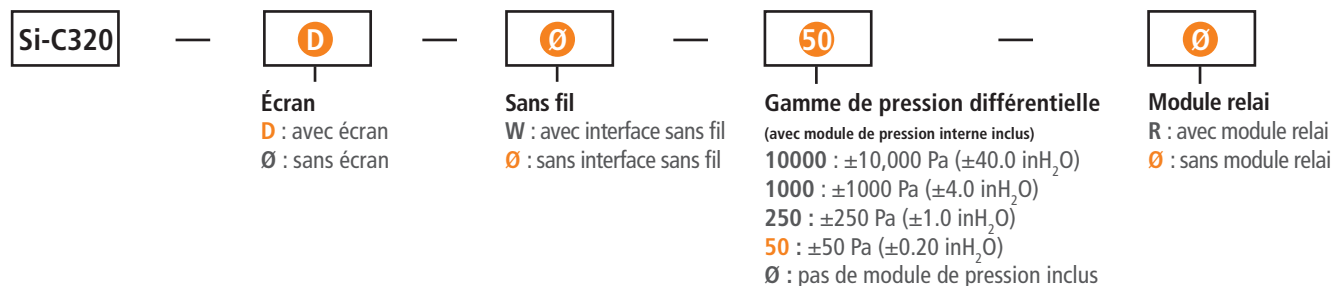 Si-C320 — D — Ø — 50 — Ø
Écran
D : avec écran
Ø : sans écran
Sans fil
W : avec interface sans fil
Ø : sans interface sans fil
Gamme de pression différentielle
(avec module de pression interne inclus)
10000 : ±10,000 Pa (±40.0 inH₂O)
1000 : ±1000 Pa (±4.0 inH₂O)
250 : ±250 Pa (±1.0 inH₂O)
50 : ±50 Pa (±0.20 inH₂O)
Ø : pas de module de pression inclus
Module relai
R : avec module relai
Ø : sans module relai